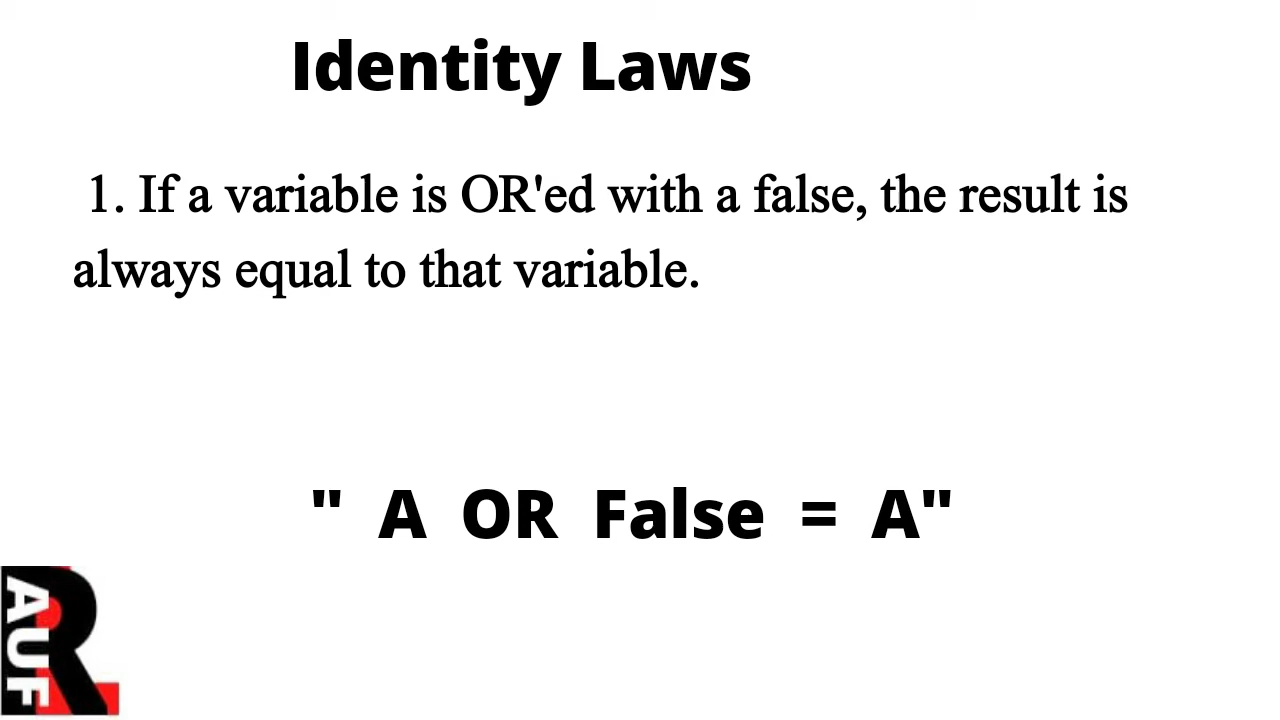 Identity Laws
1. If a variable is OR'ed with a false, the result is
always equal to that variable.
" A OR False = A"
R
AUF